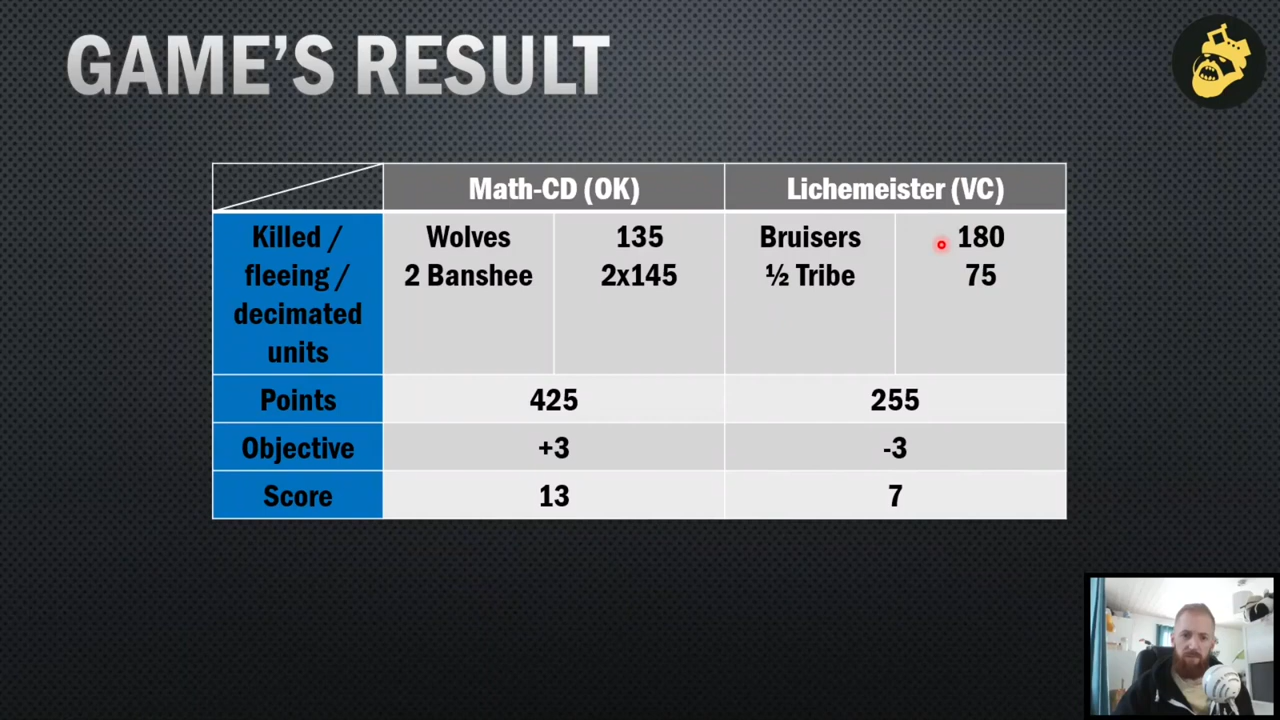 GAME'S RESULT
Math-CD (OK) Lichemeister (VC)
Killed / Wolves 135 Bruisers 180
fleeing / 2 Banshee 2x145 ½ Tribe 75
decimated
units
Points 425 255
Objective +3 -3
Score 13 7